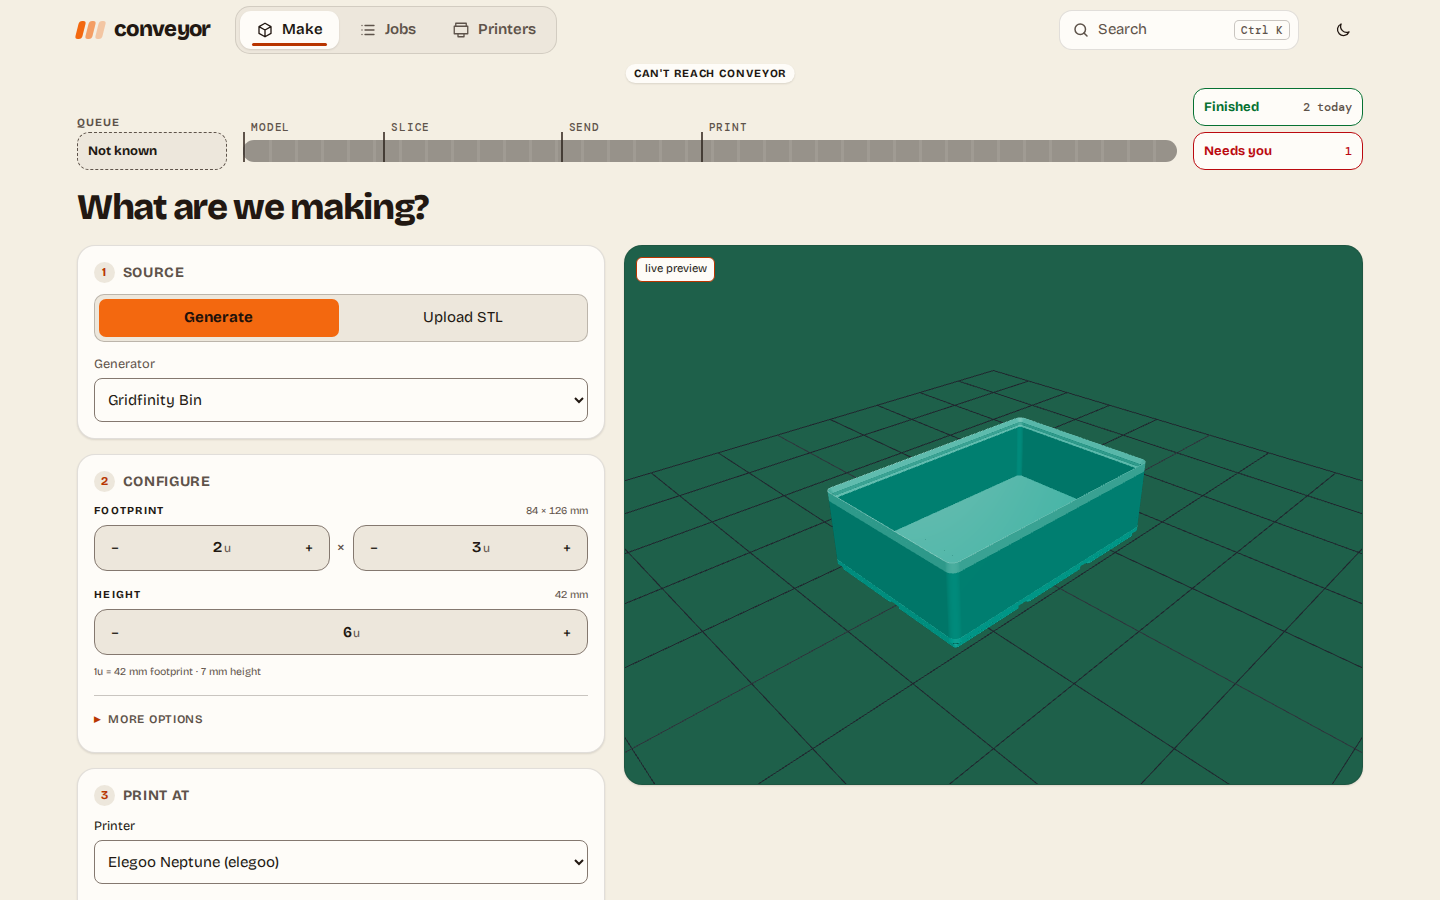 conveyor
Make
Jobs
Printers
Search
Ctrl K
CAN'T REACH CONVEYOR
QUEUE
Not known
MODEL
SLICE
SEND
PRINT
Finished
2 today
Needs you
1
What are we making?
1 SOURCE
Generate
Upload STL
Generator
Gridfinity Bin
2 CONFIGURE
FOOTPRINT
84 × 126 mm
− 2 u + × − 3 u +
HEIGHT
42 mm
− 6 u +
1u = 42 mm footprint · 7 mm height
▸ MORE OPTIONS
3 PRINT AT
Printer
Elegoo Neptune (elegoo)
live preview